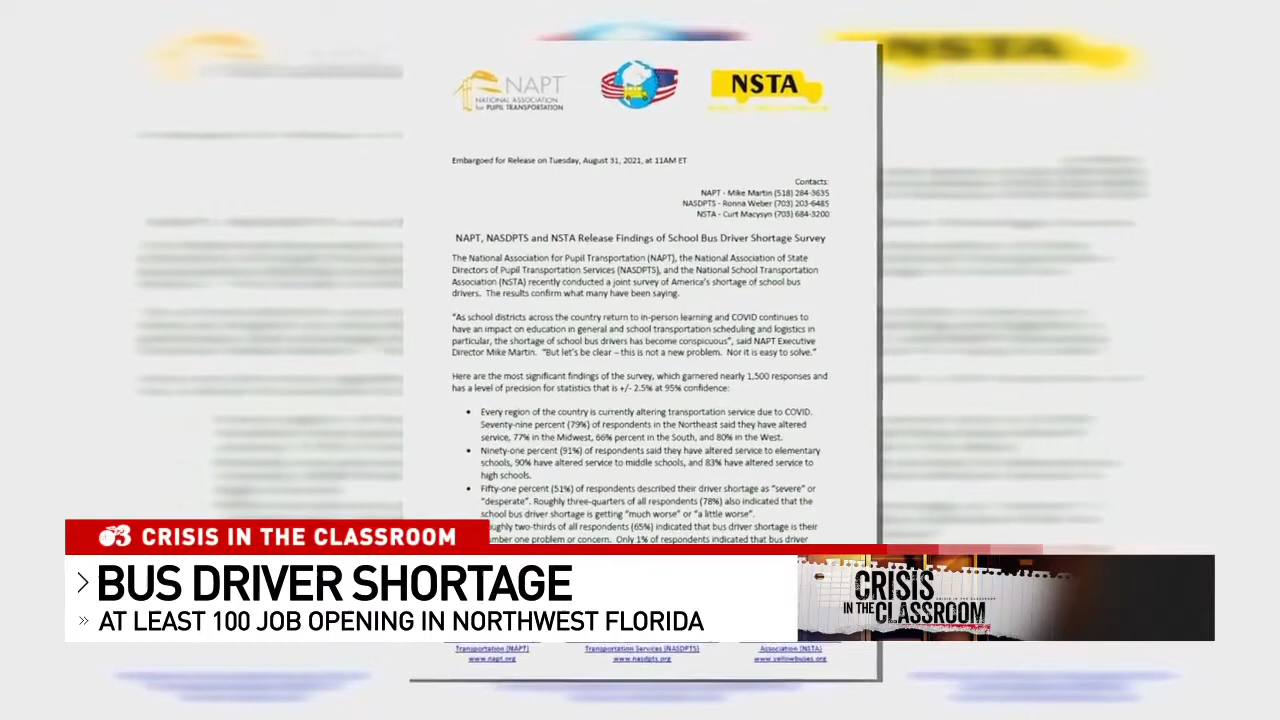 NSTA
NAPT
NATIONAL ASSOCIATION
for PUPIL TRANSPORTATION
NSTA
Embargoed for Release on Tuesday, August 31, 2021, at 11AM ET
Contacts:
NAPT - Mike Martin (518) 284-3635
NASDPTS - Ronna Weber (703) 203-6485
NSTA - Curt Macysyn (703) 684-3200
NAPT, NASDPTS and NSTA Release Findings of School Bus Driver Shortage Survey
The National Association for Pupil Transportation (NAPT), the National Association of State
Directors of Pupil Transportation Services (NASDPTS), and the National School Transportation
Association (NSTA) recently conducted a joint survey of America's shortage of school bus
drivers. The results confirm what many have been saying.
"As school districts across the country return to in-person learning and COVID continues to
have an impact on education in general and school transportation scheduling and logistics in
particular, the shortage of school bus drivers has become conspicuous", said NAPT Executive
Director Mike Martin. "But let's be clear – this is not a new problem. Nor it is easy to solve."
Here are the most significant findings of the survey, which garnered nearly 1,500 responses and
has a level of precision for statistics that is +/- 2.5% at 95% confidence:
• Every region of the country is currently altering transportation service due to COVID.
Seventy-nine percent (79%) of respondents in the Northeast said they have altered
service, 77% in the Midwest, 66% percent in the South, and 80% in the West.
• Ninety-one percent (91%) of respondents said they have altered service to elementary
schools, 90% have altered service to middle schools, and 83% have altered service to
high schools.
• Fifty-one percent (51%) of respondents described their driver shortage as "severe" or
"desperate". Roughly three-quarters of all respondents (78%) also indicated that the
school bus driver shortage is getting "much worse" or "a little worse".
oughly two-thirds of all respondents (65%) indicated that bus driver shortage is their
mber one problem or concern. Only 1% of respondents indicated that bus driver
3 CRISIS IN THE CLASSROOM
> BUS DRIVER SHORTAGE
» AT LEAST 100 JOB OPENING IN NORTHWEST FLORIDA
CRISIS
IN THE CLASSROOM
Transportation (NAPT)
www.napt.org
Transportation Services (NASDPTS)
www.nasdpts.org
Association (NSTA)
www.yellowbuses.org